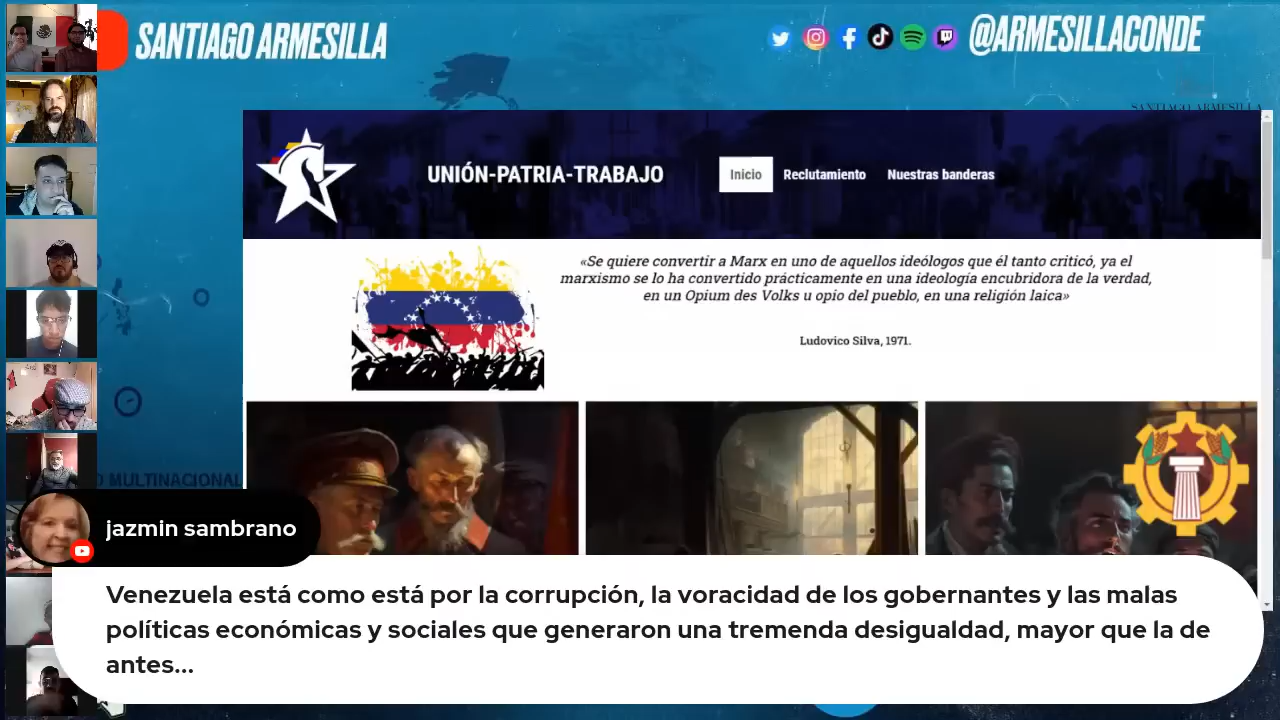 SANTIAGO ARMESILLA
@ARMESILLACONDE
SANTIAGO ARMESILLA
UNIÓN-PATRIA-TRABAJO
Inicio
Reclutamiento
Nuestras banderas
«Se quiere convertir a Marx en uno de aquellos ideólogos que él tanto criticó, ya el
marxismo se lo ha convertido prácticamente en una ideología encubridora de la verdad,
en un Opium des Volks u opio del pueblo, en una religión laica»
Ludovico Silva, 1971.
O MULTINACIONAL
jazmin sambrano
Venezuela está como está por la corrupción, la voracidad de los gobernantes y las malas
políticas económicas y sociales que generaron una tremenda desigualdad, mayor que la de
antes...